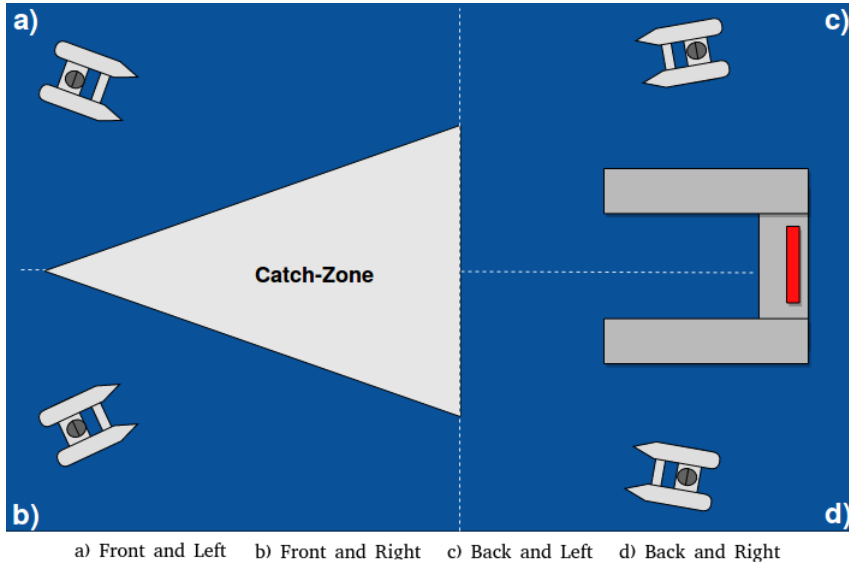 a)
c)
Catch-Zone
b)
d)
a) Front and Left b) Front and Right c) Back and Left d) Back and Right